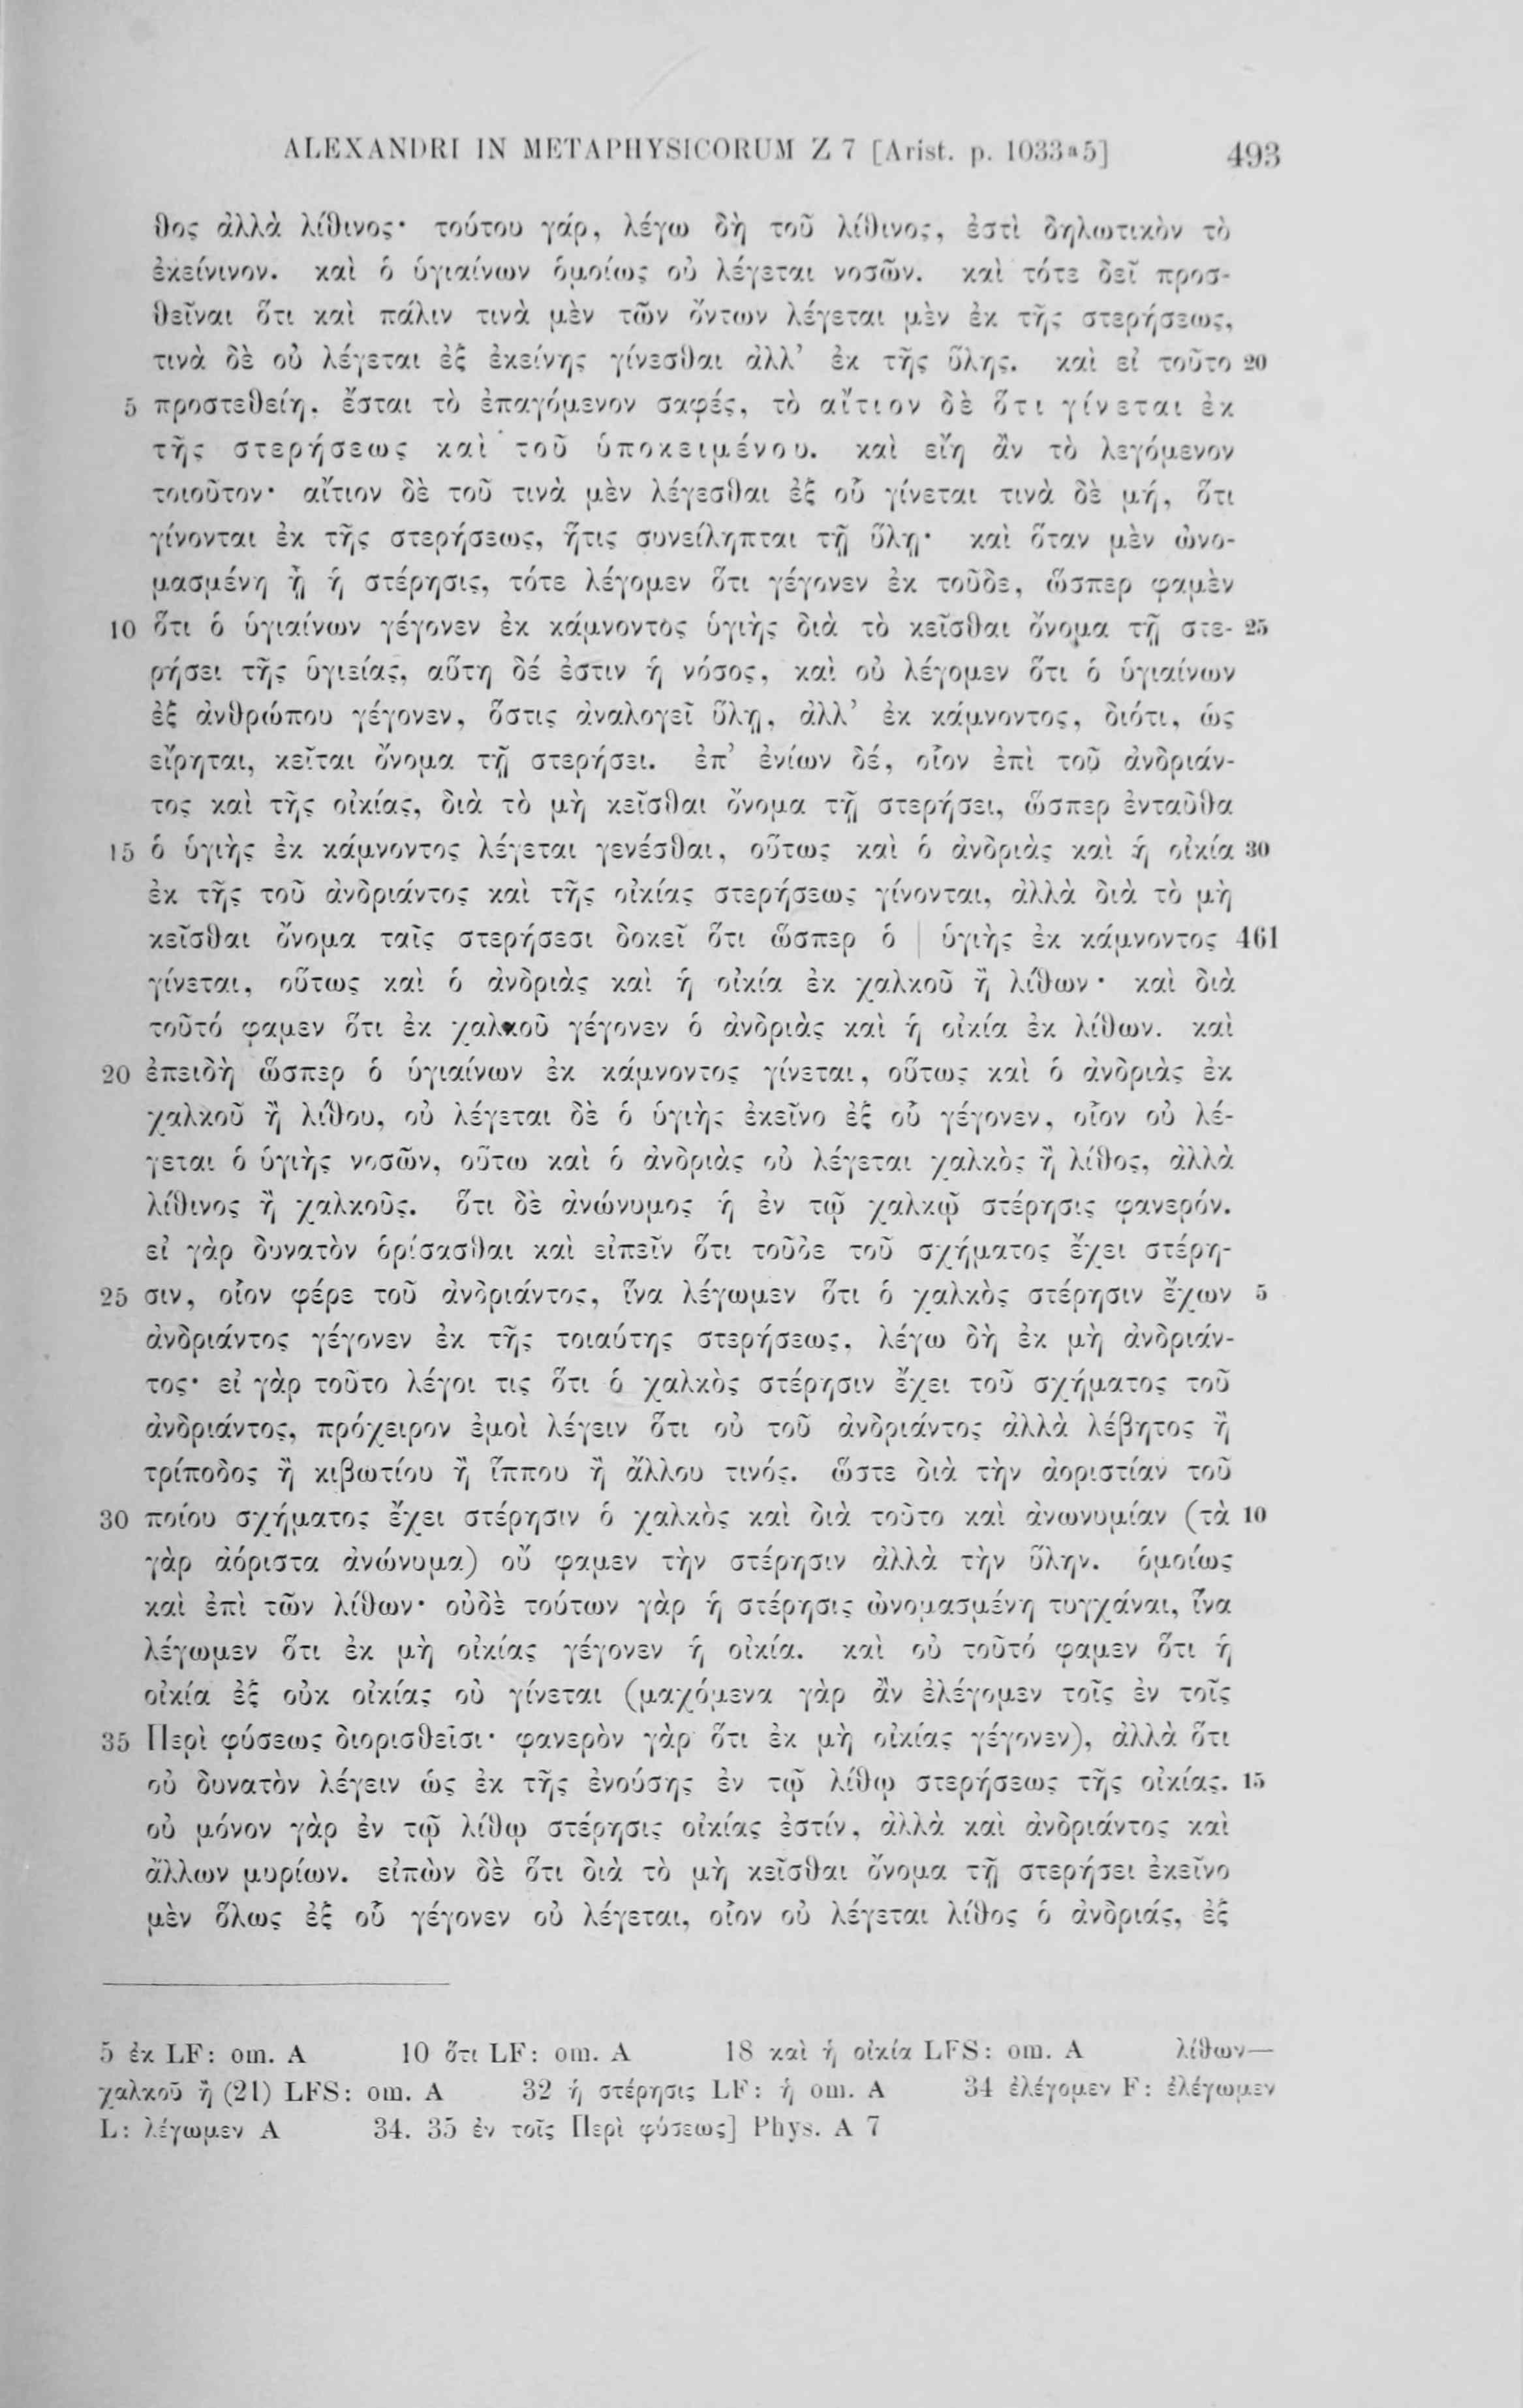 ALEXANDRI IN METAPHYSICORUM Z 7 [Arist. p. 1033ª5] 493
θος ἀλλὰ λίθινος· τούτου γάρ, λέγω δὴ τοῦ λίθινος, ἐστὶ δηλωτικὸν τὸ
ἐκείνινον. καὶ ὁ ὑγιαίνων ὁμοίως οὐ λέγεται νοσῶν. καὶ τότε δεῖ προσ-
θεῖναι ὅτι καὶ πάλιν τινὰ μὲν τῶν ὄντων λέγεται μὲν ἐκ τῆς στερήσεως,
τινὰ δὲ οὐ λέγεται ἐξ ἐκείνης γίνεσθαι ἀλλ’ ἐκ τῆς ὕλης. καὶ εἰ τοῦτο 20
5 προστεθείη, ἔσται τὸ ἐπαγόμενον σαφές, τὸ αἴτιον δὲ ὅτι γίνεται ἐκ
τῆς στερήσεως καὶ τοῦ ὑποκειμένου. καὶ εἴη ἂν τὸ λεγόμενον
τοιοῦτον· αἴτιον δὲ τοῦ τινὰ μὲν λέγεσθαι ἐξ οὗ γίνεται τινὰ δὲ μή, ὅτι
γίνονται ἐκ τῆς στερήσεως, ἥτις συνείληπται τῇ ὕλῃ· καὶ ὅταν μὲν ὠνο-
μασμένη ᾖ ἡ στέρησις, τότε λέγομεν ὅτι γέγονεν ἐκ τοῦδε, ὥσπερ φαμὲν
10 ὅτι ὁ ὑγιαίνων γέγονεν ἐκ κάμνοντος ὑγιὴς διὰ τὸ κεῖσθαι ὄνομα τῇ στε- 25
ρήσει τῆς ὑγιείας, αὕτη δέ ἐστιν ἡ νόσος, καὶ οὐ λέγομεν ὅτι ὁ ὑγιαίνων
ἐξ ἀνθρώπου γέγονεν, ὅστις ἀναλογεῖ ὕλῃ, ἀλλ’ ἐκ κάμνοντος, διότι, ὡς
εἴρηται, κεῖται ὄνομα τῇ στερήσει. ἐπ’ ἐνίων δέ, οἷον ἐπὶ τοῦ ἀνδριάν-
τος καὶ τῆς οἰκίας, διὰ τὸ μὴ κεῖσθαι ὄνομα τῇ στερήσει, ὥσπερ ἐνταῦθα
15 ὁ ὑγιὴς ἐκ κάμνοντος λέγεται γενέσθαι, οὕτως καὶ ὁ ἀνδριὰς καὶ ἡ οἰκία 30
ἐκ τῆς τοῦ ἀνδριάντος καὶ τῆς οἰκίας στερήσεως γίνονται, ἀλλὰ διὰ τὸ μὴ
κεῖσθαι ὄνομα ταῖς στερήσεσι δοκεῖ ὅτι ὥσπερ ὁ | ὑγιὴς ἐκ κάμνοντος 461
γίνεται, οὕτως καὶ ὁ ἀνδριὰς καὶ ἡ οἰκία ἐκ χαλκοῦ ἢ λίθων· καὶ διὰ
τοῦτό φαμεν ὅτι ἐκ χαλκοῦ γέγονεν ὁ ἀνδριὰς καὶ ἡ οἰκία ἐκ λίθων. καὶ
20 ἐπειδὴ ὥσπερ ὁ ὑγιαίνων ἐκ κάμνοντος γίνεται, οὕτως καὶ ὁ ἀνδριὰς ἐκ
χαλκοῦ ἢ λίθου, οὐ λέγεται δὲ ὁ ὑγιὴς ἐκεῖνο ἐξ οὗ γέγονεν, οἷον οὐ λέ-
γεται ὁ ὑγιὴς νοσῶν, οὕτω καὶ ὁ ἀνδριὰς οὐ λέγεται χαλκὸς ἢ λίθος, ἀλλὰ
λίθινος ἢ χαλκοῦς. ὅτι δὲ ἀνώνυμος ἡ ἐν τῷ χαλκῷ στέρησις φανερόν.
εἰ γὰρ δυνατὸν ὁρίσασθαι καὶ εἰπεῖν ὅτι τοῦδε τοῦ σχήματος ἔχει στέρη-
25 σιν, οἷον φέρε τοῦ ἀνδριάντος, ἵνα λέγωμεν ὅτι ὁ χαλκὸς στέρησιν ἔχων 5
ἀνδριάντος γέγονεν ἐκ τῆς τοιαύτης στερήσεως, λέγω δὴ ἐκ μὴ ἀνδριάν-
τος· εἰ γὰρ τοῦτο λέγοι τις ὅτι ὁ χαλκὸς στέρησιν ἔχει τοῦ σχήματος τοῦ
ἀνδριάντος, πρόχειρον ἐμοὶ λέγειν ὅτι οὐ τοῦ ἀνδριάντος ἀλλὰ λέβητος ἢ
τρίποδος ἢ κιβωτίου ἢ ἵππου ἢ ἄλλου τινός. ὥστε διὰ τὴν ἀοριστίαν τοῦ
30 ποίου σχήματος ἔχει στέρησιν ὁ χαλκὸς καὶ διὰ τοῦτο καὶ ἀνωνυμίαν (τὰ 10
γὰρ ἀόριστα ἀνώνυμα) οὔ φαμεν τὴν στέρησιν ἀλλὰ τὴν ὕλην. ὁμοίως
καὶ ἐπὶ τῶν λίθων· οὐδὲ τούτων γὰρ ἡ στέρησις ὠνομασμένη τυγχάναι, ἵνα
λέγωμεν ὅτι ἐκ μὴ οἰκίας γέγονεν ἡ οἰκία. καὶ οὐ τοῦτό φαμεν ὅτι ἡ
οἰκία ἐξ οὐκ οἰκίας οὐ γίνεται (μαχόμενα γὰρ ἂν ἐλέγομεν τοῖς ἐν τοῖς
35 Περὶ φύσεως διορισθεῖσι· φανερὸν γὰρ ὅτι ἐκ μὴ οἰκίας γέγονεν), ἀλλὰ ὅτι
οὐ δυνατὸν λέγειν ὡς ἐκ τῆς ἐνούσης ἐν τῷ λίθῳ στερήσεως τῆς οἰκίας. 15
οὐ μόνον γὰρ ἐν τῷ λίθῳ στέρησις οἰκίας ἐστίν, ἀλλὰ καὶ ἀνδριάντος καὶ
ἄλλων μυρίων. εἰπὼν δὲ ὅτι διὰ τὸ μὴ κεῖσθαι ὄνομα τῇ στερήσει ἐκεῖνο
μὲν ὅλως ἐξ οὗ γέγονεν οὐ λέγεται, οἷον οὐ λέγεται λίθος ὁ ἀνδριάς, ἐξ
5 ἐκ LF: om. A 10 ὅτι LF: om. A 18 καὶ ἡ οἰκία LFS: om. A λίθων—
χαλκοῦ ἢ (21) LFS: om. A 32 ἡ στέρησις LF: ἡ om. A 34 ἐλέγομεν F: ἐλέγωμεν
L: λέγωμεν A 34. 35 ἐν τοῖς Περὶ φύσεως] Phys. A 7